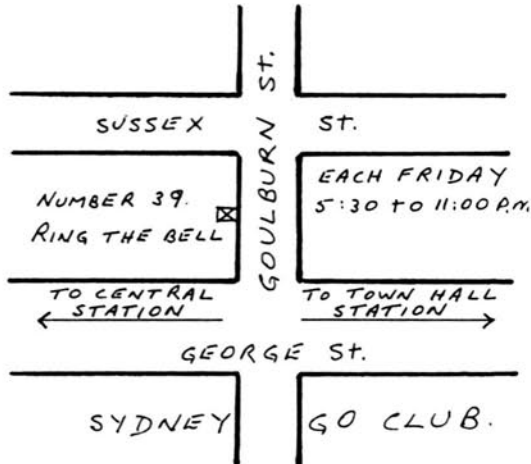 GOULBURN ST.
SUSSEX ST.
NUMBER 39.
RING THE BELL
EACH FRIDAY
5:30 TO 11:00 P.M.
TO CENTRAL
STATION
TO TOWN HALL
STATION
GEORGE ST.
SYDNEY GO CLUB.